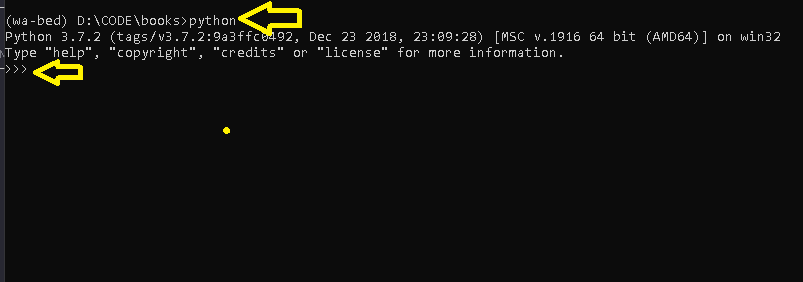 (wa-bed) D:\CODE\books>python
Python 3.7.2 (tags/v3.7.2:9a3ffc0492, Dec 23 2018, 23:09:28) [MSC v.1916 64 bit (AMD64)] on win32
Type "help", "copyright", "credits" or "license" for more information.
>>>